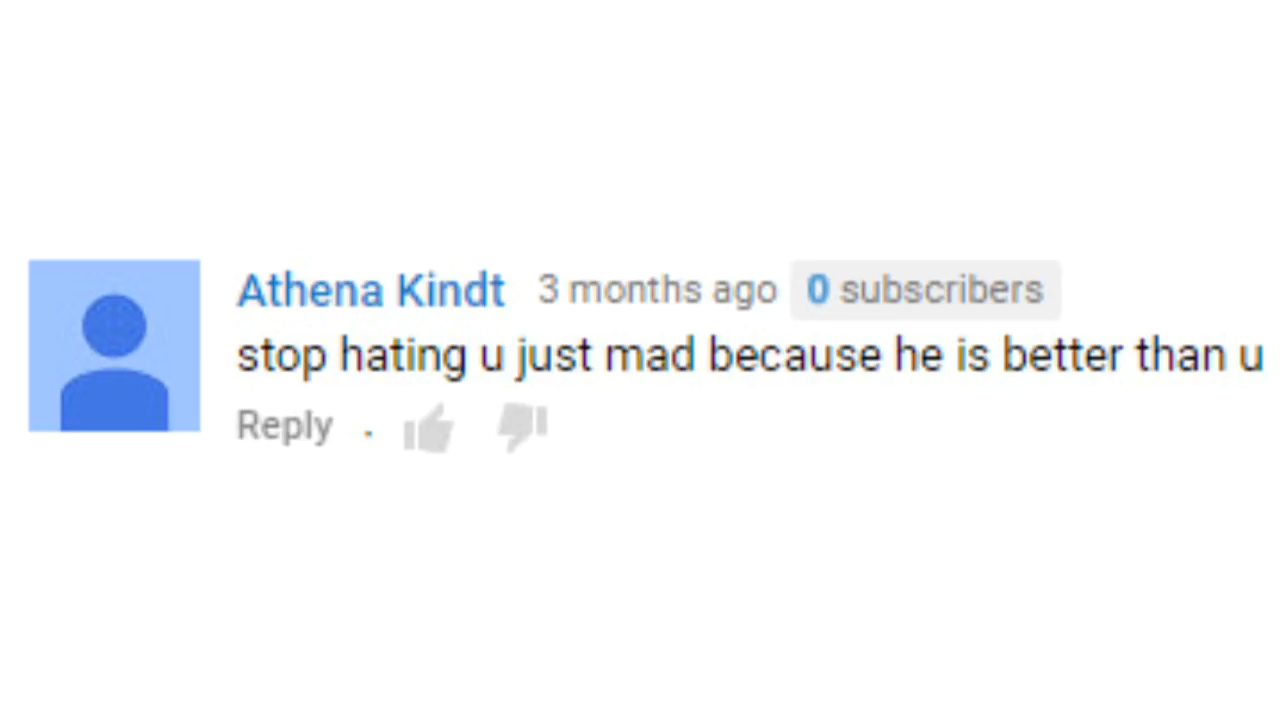 Athena Kindt 3 months ago 0 subscribers
stop hating u just mad because he is better than u
Reply .